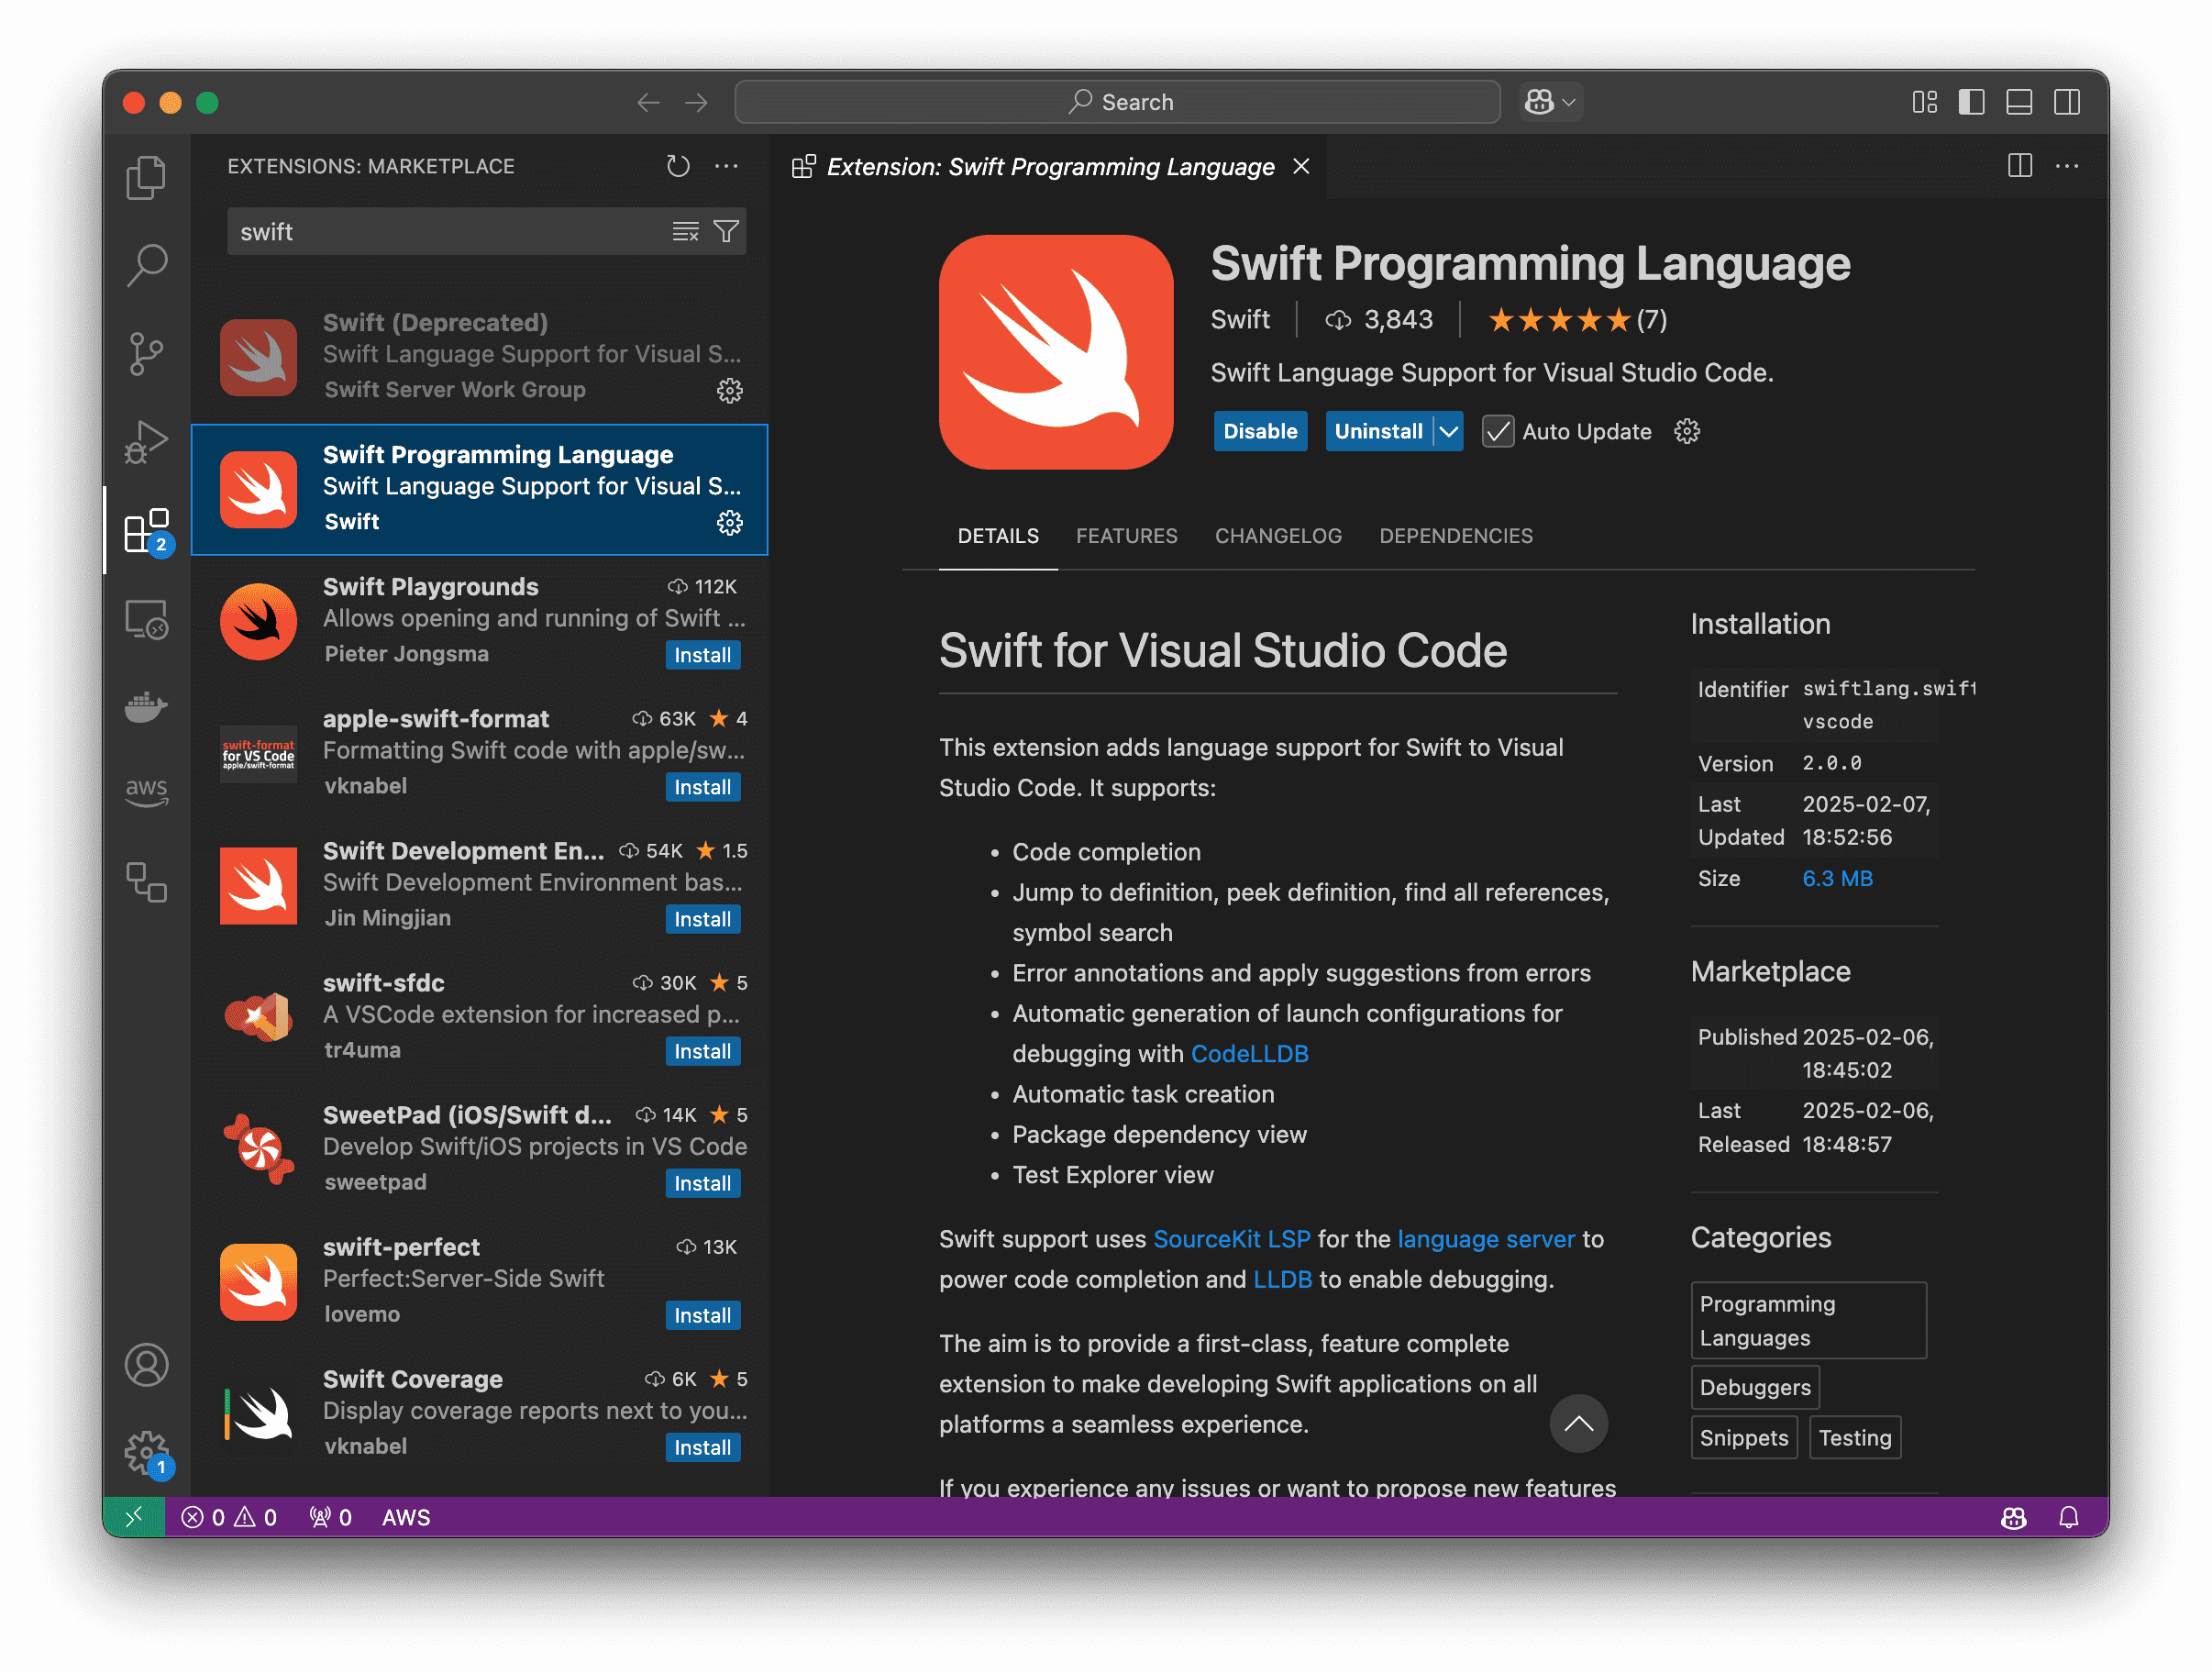 Search
EXTENSIONS: MARKETPLACE
swift
Swift (Deprecated)
Swift Language Support for Visual S...
Swift Server Work Group
Swift Programming Language
Swift Language Support for Visual S...
Swift
Swift Playgrounds 112K
Allows opening and running of Swift ...
Pieter Jongsma Install
swift-format
for VS Code
apple/swift-format
apple-swift-format 63K ★ 4
Formatting Swift code with apple/sw...
vknabel Install
Swift Development En... 54K ★ 1.5
Swift Development Environment bas...
Jin Mingjian Install
swift-sfdc 30K ★ 5
A VSCode extension for increased p...
tr4uma Install
SweetPad (iOS/Swift d... 14K ★ 5
Develop Swift/iOS projects in VS Code
sweetpad Install
swift-perfect 13K
Perfect:Server-Side Swift
lovemo Install
Swift Coverage 6K ★ 5
Display coverage reports next to you...
vknabel Install
2
aws
1
Extension: Swift Programming Language
Swift Programming Language
Swift 3,843 ★★★★★ (7)
Swift Language Support for Visual Studio Code.
Disable Uninstall Auto Update
DETAILS FEATURES CHANGELOG DEPENDENCIES
Swift for Visual Studio Code
This extension adds language support for Swift to Visual
Studio Code. It supports:
• Code completion
• Jump to definition, peek definition, find all references,
symbol search
• Error annotations and apply suggestions from errors
• Automatic generation of launch configurations for
debugging with CodeLLDB
• Automatic task creation
• Package dependency view
• Test Explorer view
Swift support uses SourceKit LSP for the language server to
power code completion and LLDB to enable debugging.
The aim is to provide a first-class, feature complete
extension to make developing Swift applications on all
platforms a seamless experience.
If you experience any issues or want to propose new features
Installation
Identifier swiftlang.swift
vscode
Version 2.0.0
Last 2025-02-07,
Updated 18:52:56
Size 6.3 MB
Marketplace
Published 2025-02-06,
18:45:02
Last 2025-02-06,
Released 18:48:57
Categories
Programming
Languages
Debuggers
Snippets Testing
0 0 0 AWS